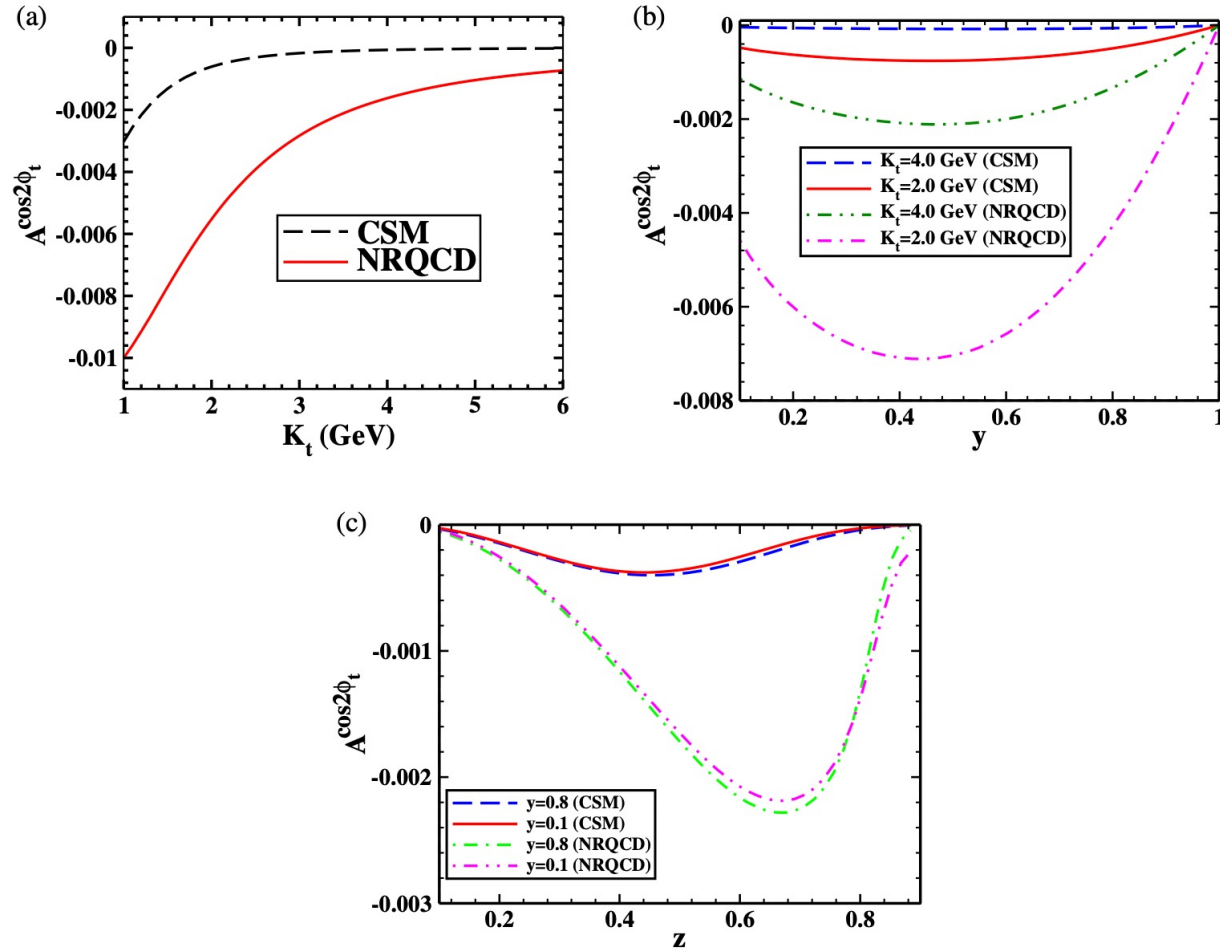 (a)
0
-0.002
-0.004
-0.006
-0.008
-0.01
A^cos2ϕ_t
CSM
NRQCD
1 2 3 4 5 6
K_t (GeV)
(b)
0
-0.002
-0.004
-0.006
-0.008
A^cos2ϕ_t
K_t=4.0 GeV (CSM)
K_t=2.0 GeV (CSM)
K_t=4.0 GeV (NRQCD)
K_t=2.0 GeV (NRQCD)
0.2 0.4 0.6 0.8 1
y
(c)
0
-0.001
-0.002
-0.003
A^cos2ϕ_t
y=0.8 (CSM)
y=0.1 (CSM)
y=0.8 (NRQCD)
y=0.1 (NRQCD)
0.2 0.4 0.6 0.8
z